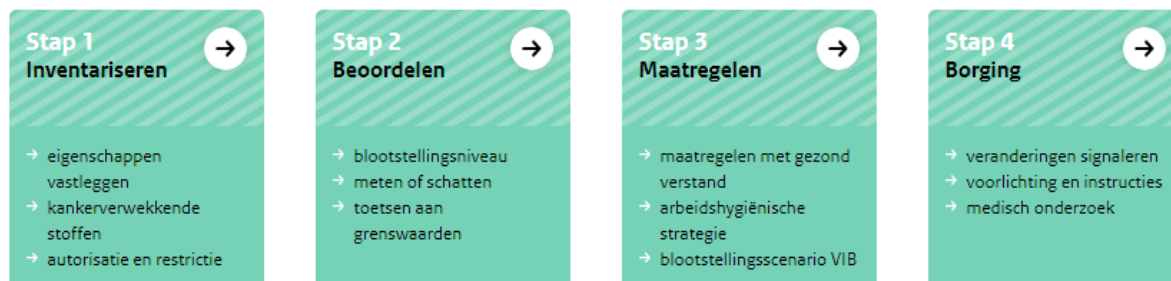 Stap 1
Inventariseren
→ eigenschappen
vastleggen
→ kankerverwekkende
stoffen
→ autorisatie en restrictie
Stap 2
Beoordelen
→ blootstellingsniveau
→ meten of schatten
→ toetsen aan
grenswaarden
Stap 3
Maatregelen
→ maatregelen met gezond
verstand
→ arbeidshygiënische
strategie
→ blootstellingsscenario VIB
Stap 4
Borging
→ veranderingen signaleren
→ voorlichting en instructies
→ medisch onderzoek